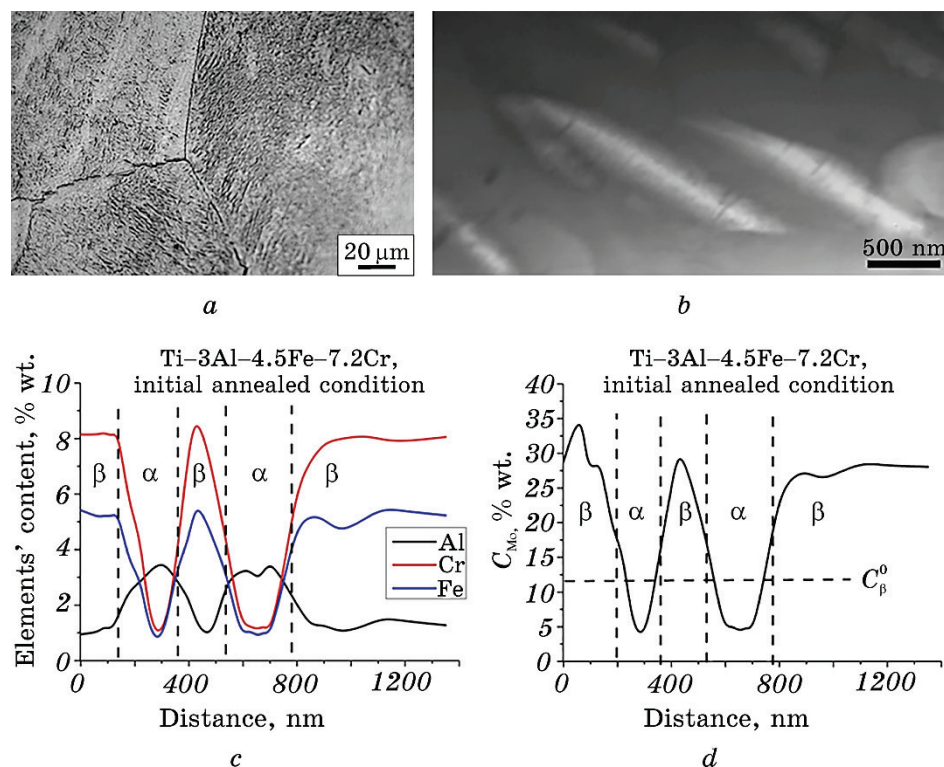 20 μm
500 nm
a
b
Ti–3Al–4.5Fe–7.2Cr,
initial annealed condition
Elements' content, % wt.
10
8
6
4
2
0
β
α
β
α
β
Al
Cr
Fe
0
400
800
1200
Distance, nm
c
Ti–3Al–4.5Fe–7.2Cr,
initial annealed condition
C_Mo, % wt.
40
35
30
25
20
15
10
5
0
β
α
β
α
β
C_β^0
0
400
800
1200
Distance, nm
d